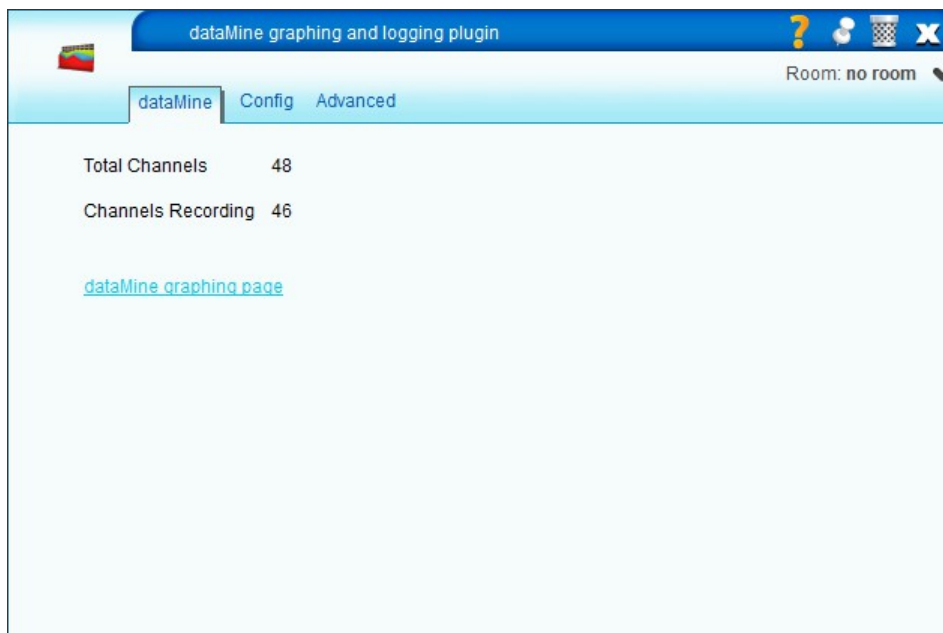 dataMine graphing and logging plugin
Room: no room
dataMine Config Advanced
Total Channels 48
Channels Recording 46
dataMine graphing page